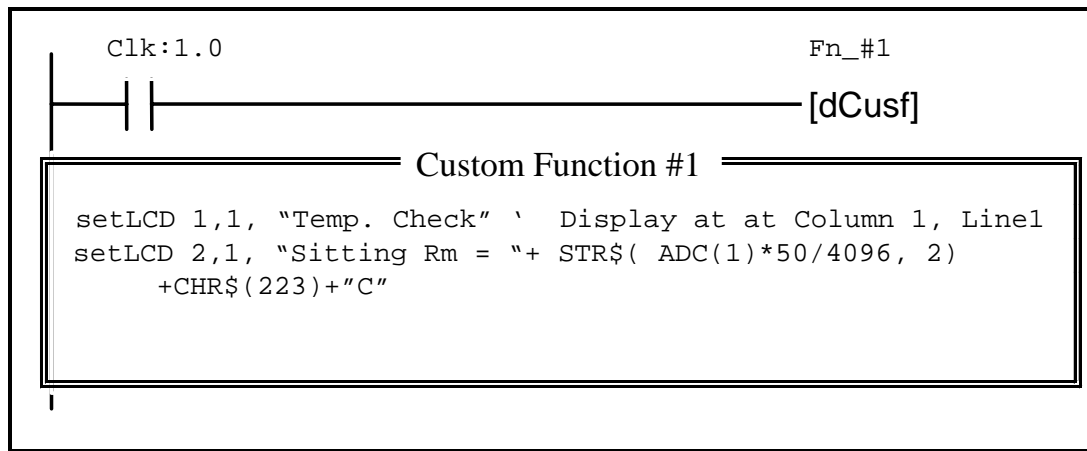 Clk:1.0 Fn_#1
[dCusf]
Custom Function #1
setLCD 1,1, “Temp. Check” ‘ Display at at Column 1, Line1
setLCD 2,1, “Sitting Rm = “+ STR$( ADC(1)*50/4096, 2)
+CHR$(223)+”C”